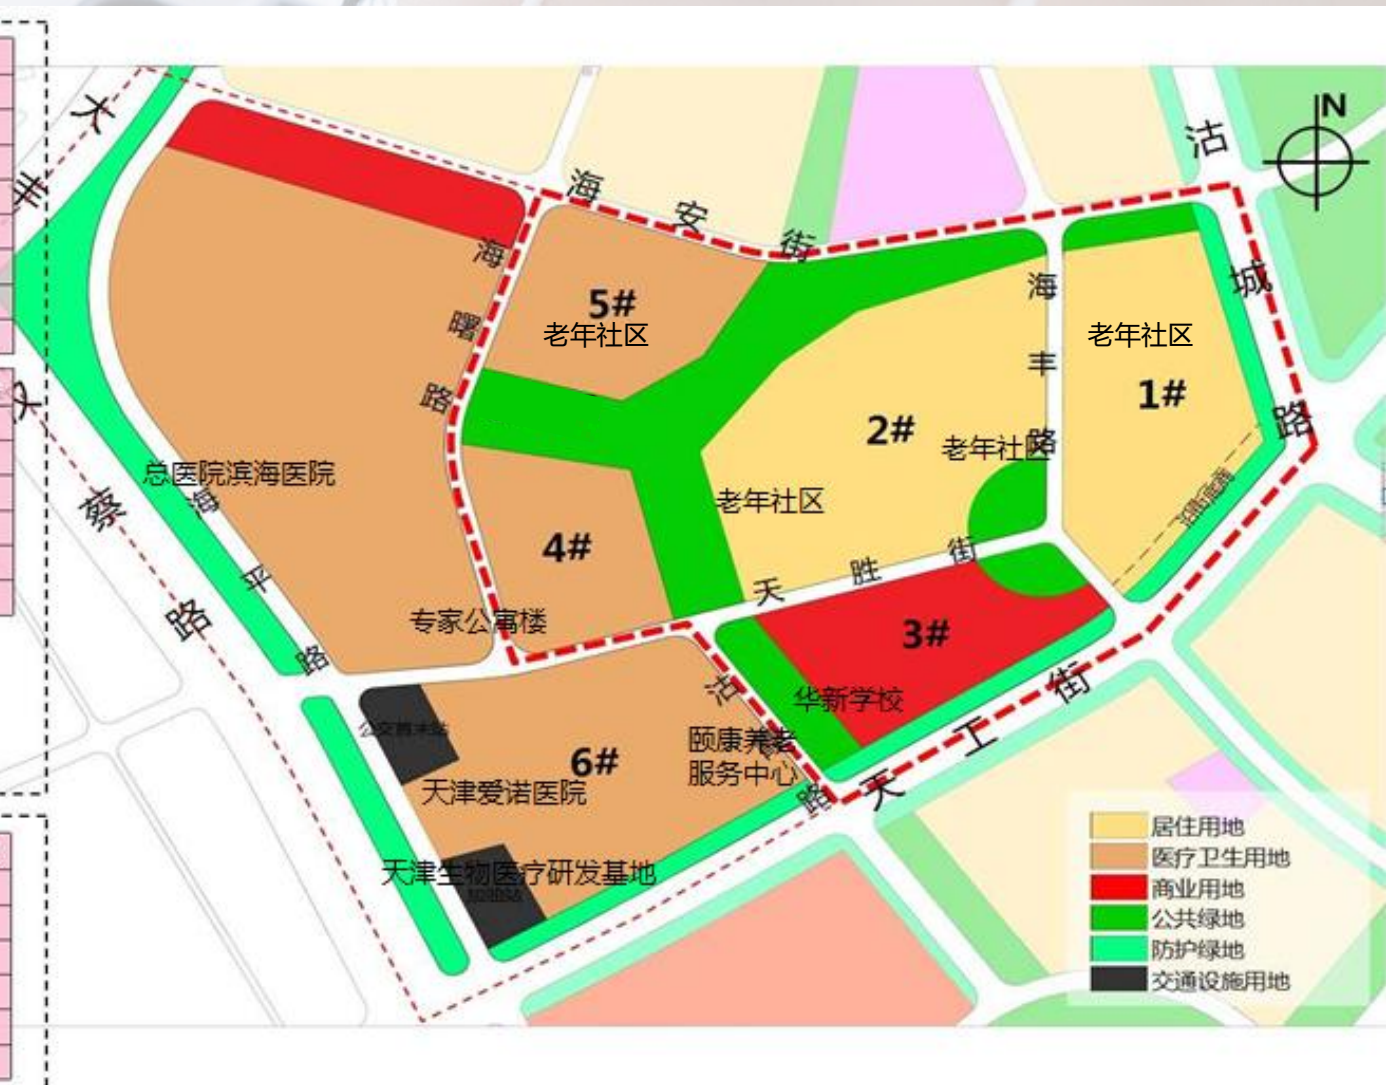 N
大
丰
沽
海
安
街
海
曙
路
5#
老年社区
海
丰
路
老年社区
1#
城
路
2#
老年社区
老年社区
总医院滨海医院
海
平
路
蔡
路
4#
专家公寓楼
天
胜
街
3#
华新学校
沽
路
颐康养老
服务中心
6#
天津爱诺医院
天津生物医疗研发基地
天
工
街
居住用地
医疗卫生用地
商业用地
公共绿地
防护绿地
交通设施用地